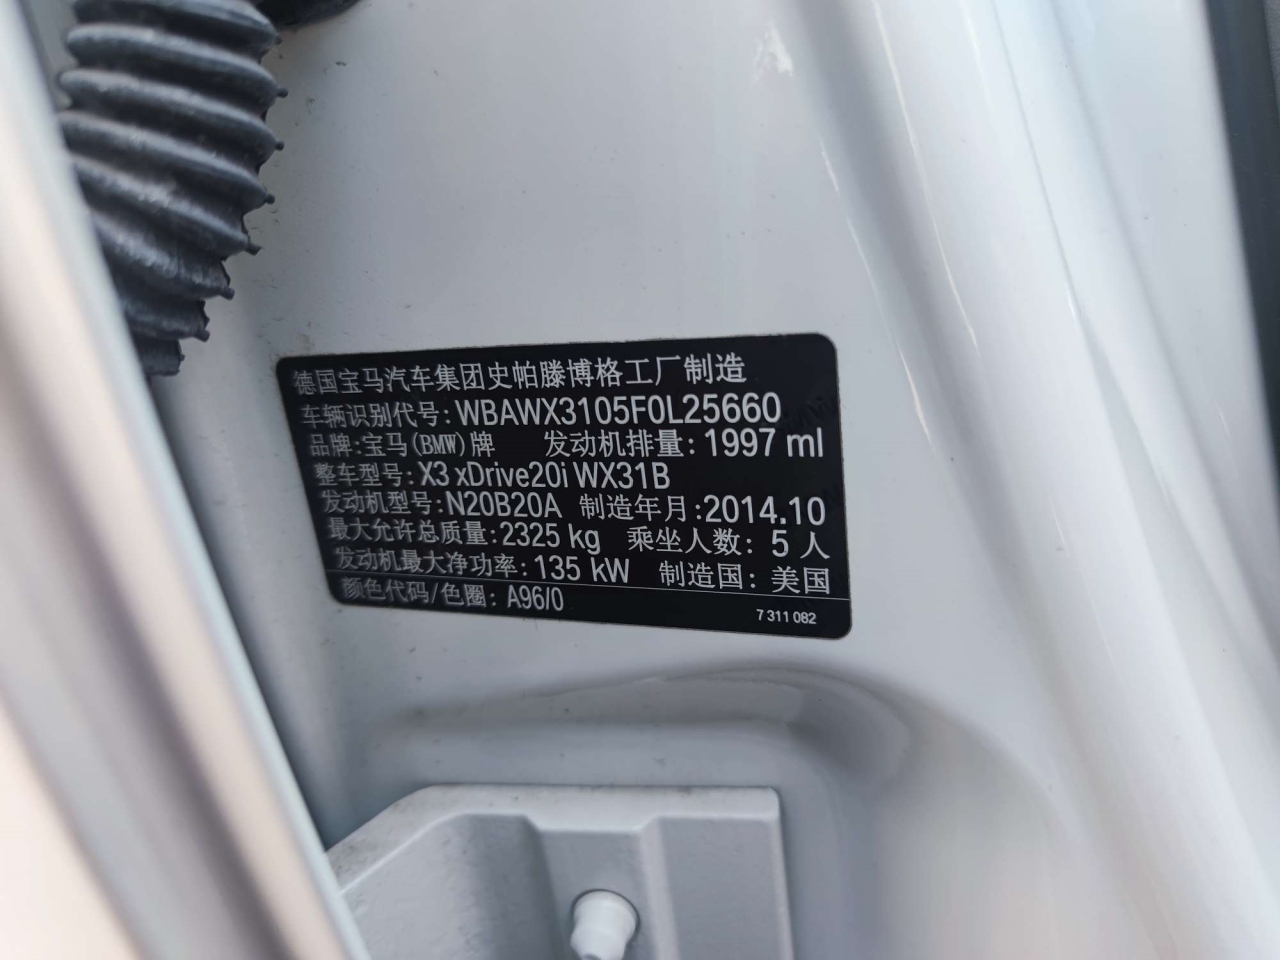 德国宝马汽车集团史帕滕博格工厂制造
车辆识别代号: WBAWX3105F0L25660
品牌: 宝马(BMW)牌 发动机排量: 1997 ml
整车型号: X3 xDrive20i WX31B
发动机型号: N20B20A 制造年月: 2014.10
最大允许总质量: 2325 kg 乘坐人数: 5 人
发动机最大净功率: 135 kW 制造国: 美国
颜色代码/色圈: A96/0
7 311 082